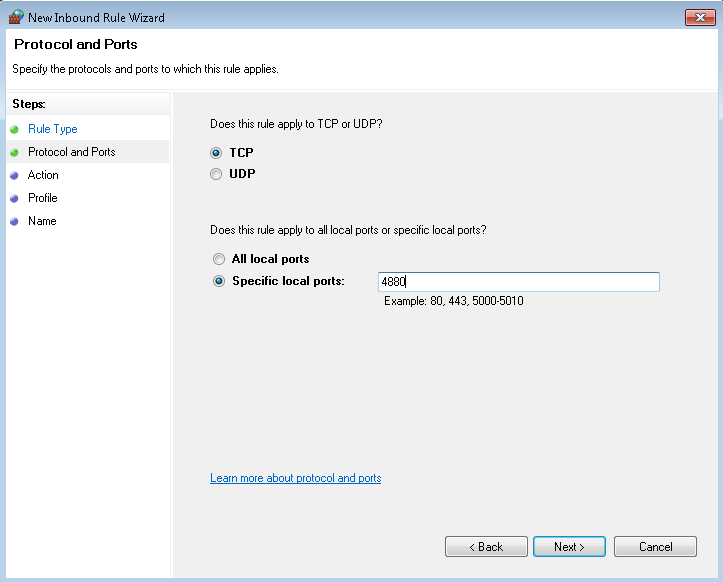 New Inbound Rule Wizard
Protocol and Ports
Specify the protocols and ports to which this rule applies.
Steps:
Rule Type
Protocol and Ports
Action
Profile
Name
Does this rule apply to TCP or UDP?
TCP
UDP
Does this rule apply to all local ports or specific local ports?
All local ports
Specific local ports: 4880
Example: 80, 443, 5000-5010
Learn more about protocol and ports
< Back Next > Cancel